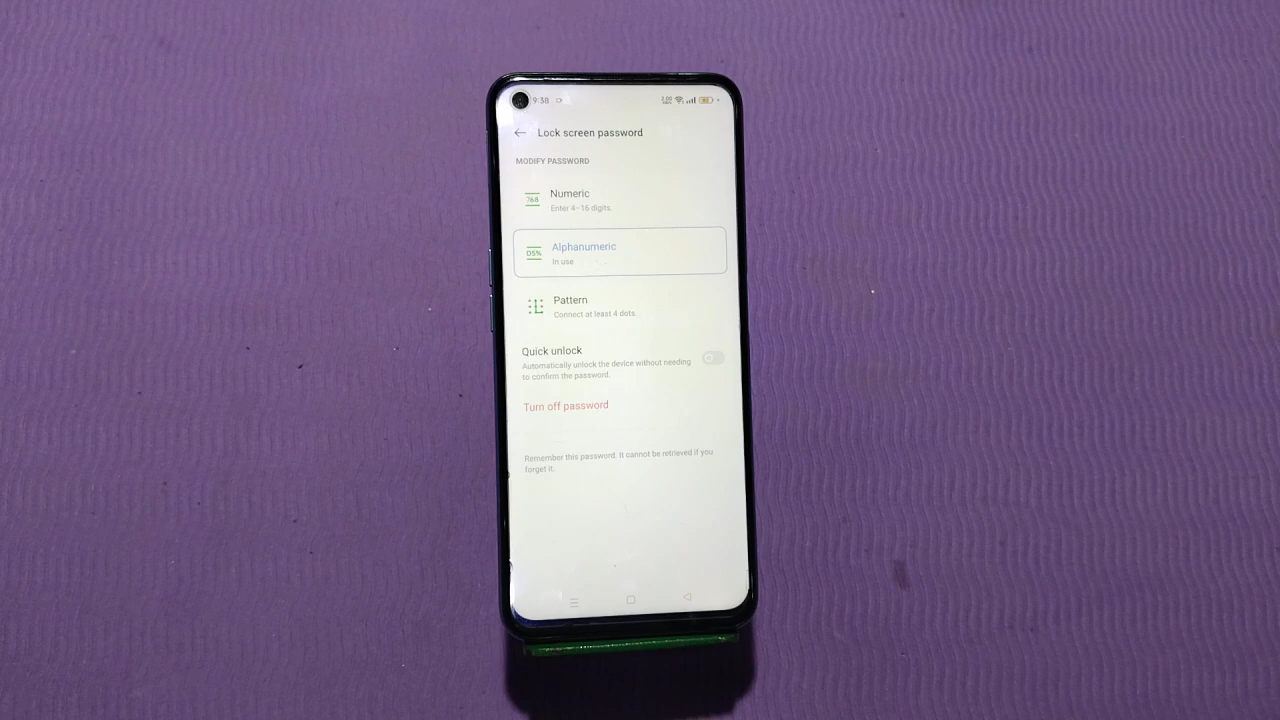 9:38
Lock screen password
MODIFY PASSWORD
768
Numeric
Enter 4–16 digits.
D5%
Alphanumeric
In use
Pattern
Connect at least 4 dots.
Quick unlock
Automatically unlock the device without needing
to confirm the password.
Turn off password
Remember this password. It cannot be retrieved if you
forget it.